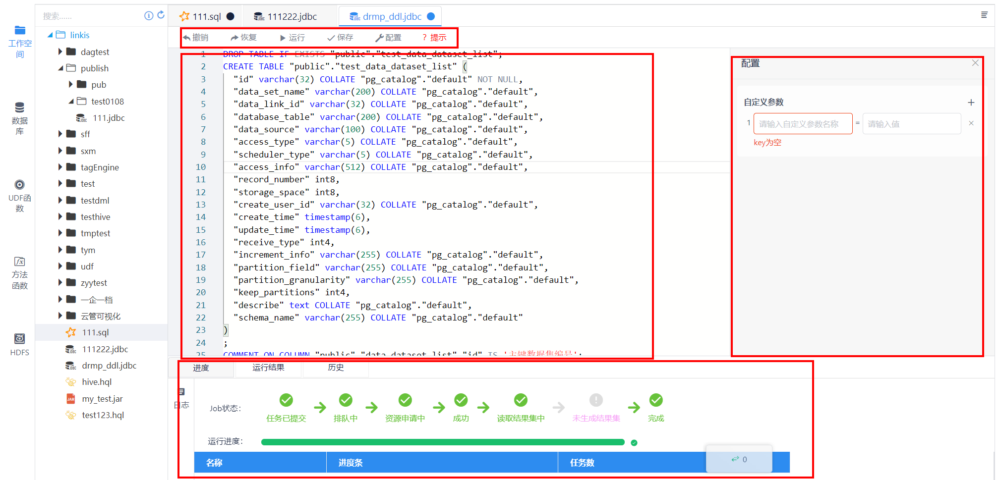 工作空间
数据库
UDF函数
方法函数
HDFS
搜索......
linkis
dagtest
publish
pub
test0108
111.jdbc
sff
sxm
tagEngine
test
testdml
testhive
tmptest
tym
udf
zyytest
一企一档
云管可视化
111.sql
111222.jdbc
drmp_ddl.jdbc
hive.hql
my_test.jar
test123.hql
111.sql 111222.jdbc drmp_ddl.jdbc
撤销 恢复 运行 保存 配置 ? 提示
1 DROP TABLE IF EXISTS "public"."test_data_dataset_list";
2 CREATE TABLE "public"."test_data_dataset_list" (
3 "id" varchar(32) COLLATE "pg_catalog"."default" NOT NULL,
4 "data_set_name" varchar(200) COLLATE "pg_catalog"."default",
5 "data_link_id" varchar(32) COLLATE "pg_catalog"."default",
6 "database_table" varchar(200) COLLATE "pg_catalog"."default",
7 "data_source" varchar(100) COLLATE "pg_catalog"."default",
8 "access_type" varchar(5) COLLATE "pg_catalog"."default",
9 "scheduler_type" varchar(5) COLLATE "pg_catalog"."default",
10 "access_info" varchar(512) COLLATE "pg_catalog"."default",
11 "record_number" int8,
12 "storage_space" int8,
13 "create_user_id" varchar(32) COLLATE "pg_catalog"."default",
14 "create_time" timestamp(6),
15 "update_time" timestamp(6),
16 "receive_type" int4,
17 "increment_info" varchar(255) COLLATE "pg_catalog"."default",
18 "partition_field" varchar(255) COLLATE "pg_catalog"."default",
19 "partition_granularity" varchar(255) COLLATE "pg_catalog"."default",
20 "keep_partitions" int4,
21 "describe" text COLLATE "pg_catalog"."default",
22 "schema_name" varchar(255) COLLATE "pg_catalog"."default"
23 )
24 ;
25 COMMENT ON COLUMN "public"."data_dataset_list"."id" IS '主键数据集编号';
配置
自定义参数
1 请输入自定义参数名称 = 请输入值
key为空
进度 运行结果 历史
日志
Job状态：
任务已提交 排队中 资源申请中 成功 读取结果集中 未生成结果集 完成
运行进度：
名称 进度条 任务数
0